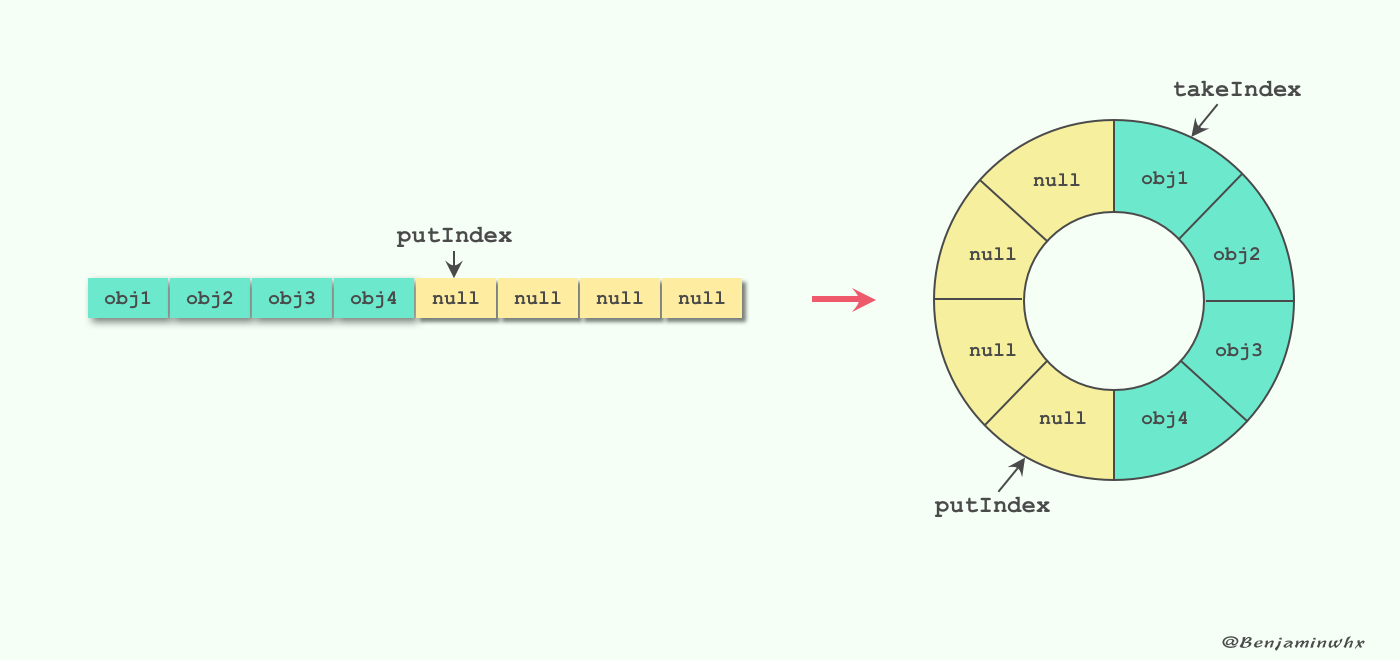 putIndex
obj1 obj2 obj3 obj4 null null null null
takeIndex
null obj1
null obj2
null obj3
null obj4
putIndex
@Benjaminwhx